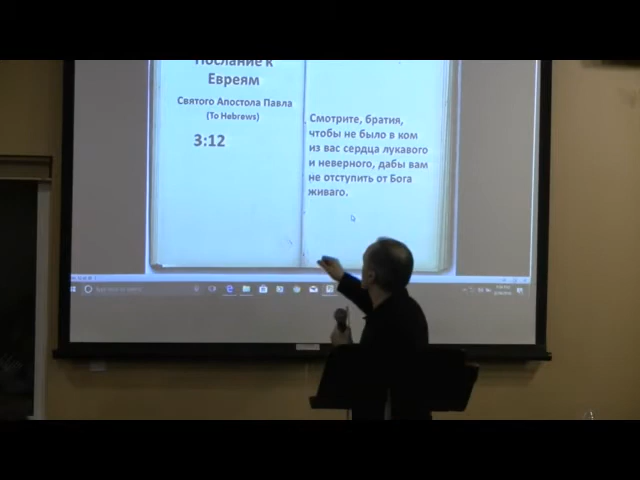 Послание к
Евреям
Святого Апостола Павла
(To Hebrews)
3:12
Смотрите, братия,
чтобы не было в ком
из вас сердца лукавого
и неверного, дабы вам
не отступить от Бога
живаго.